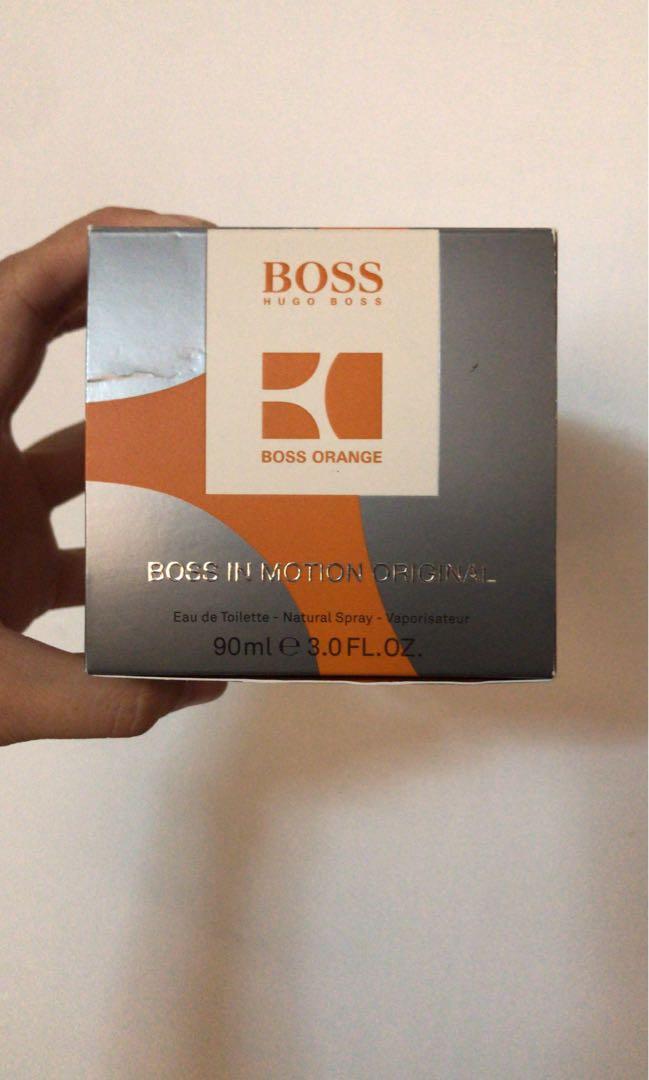 BOSS
HUGO BOSS
BOSS ORANGE
BOSS IN MOTION ORIGINAL
Eau de Toilette - Natural Spray - Vaporisateur
90ml ℮ 3.0 FL.OZ.